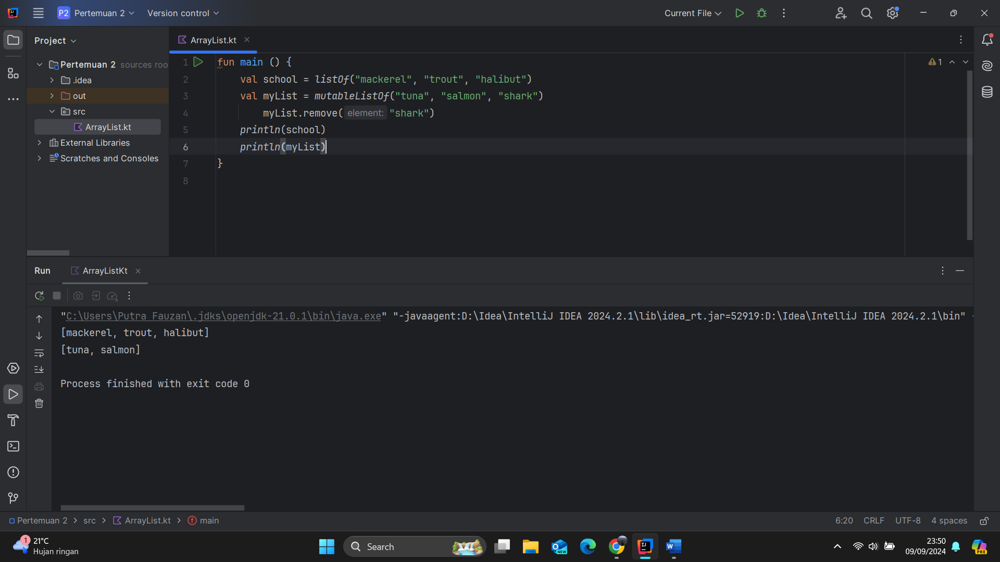 P2 Pertemuan 2 Version control Current File
Project
ArrayList.kt
Pertemuan 2 sources roo
.idea
out
src
ArrayList.kt
External Libraries
Scratches and Consoles
1 fun main () {
2 val school = listOf("mackerel", "trout", "halibut")
3 val myList = mutableListOf("tuna", "salmon", "shark")
4 myList.remove( element: "shark")
5 println(school)
6 println(myList)
7 }
8
1
Run ArrayListKt
"C:\Users\Putra Fauzan\.jdks\openjdk-21.0.1\bin\java.exe" "-javaagent:D:\Idea\IntelliJ IDEA 2024.2.1\lib\idea_rt.jar=52919:D:\Idea\IntelliJ IDEA 2024.2.1\bin"
[mackerel, trout, halibut]
[tuna, salmon]
Process finished with exit code 0
Pertemuan 2 > src > ArrayList.kt > main
6:20 CRLF UTF-8 4 spaces
1 21°C
Hujan ringan
Search
NEW
PRE
23:50
09/09/2024